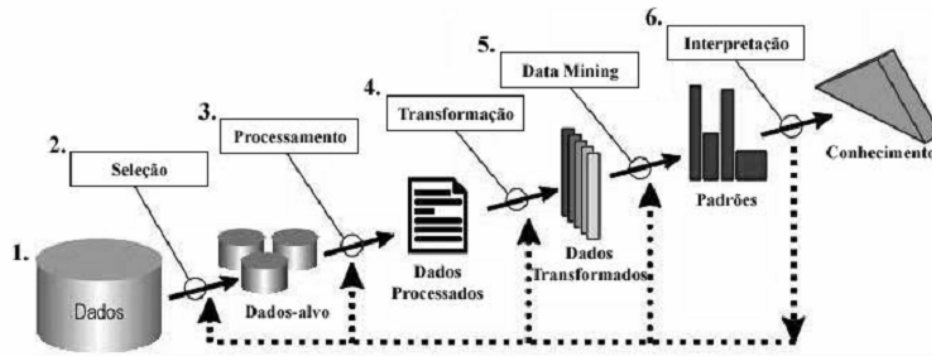 1.
Dados
2.
Seleção
Dados-alvo
3.
Processamento
Dados
Processados
4.
Transformação
Dados
Transformados
5.
Data Mining
Padrões
6.
Interpretação
Conhecimento